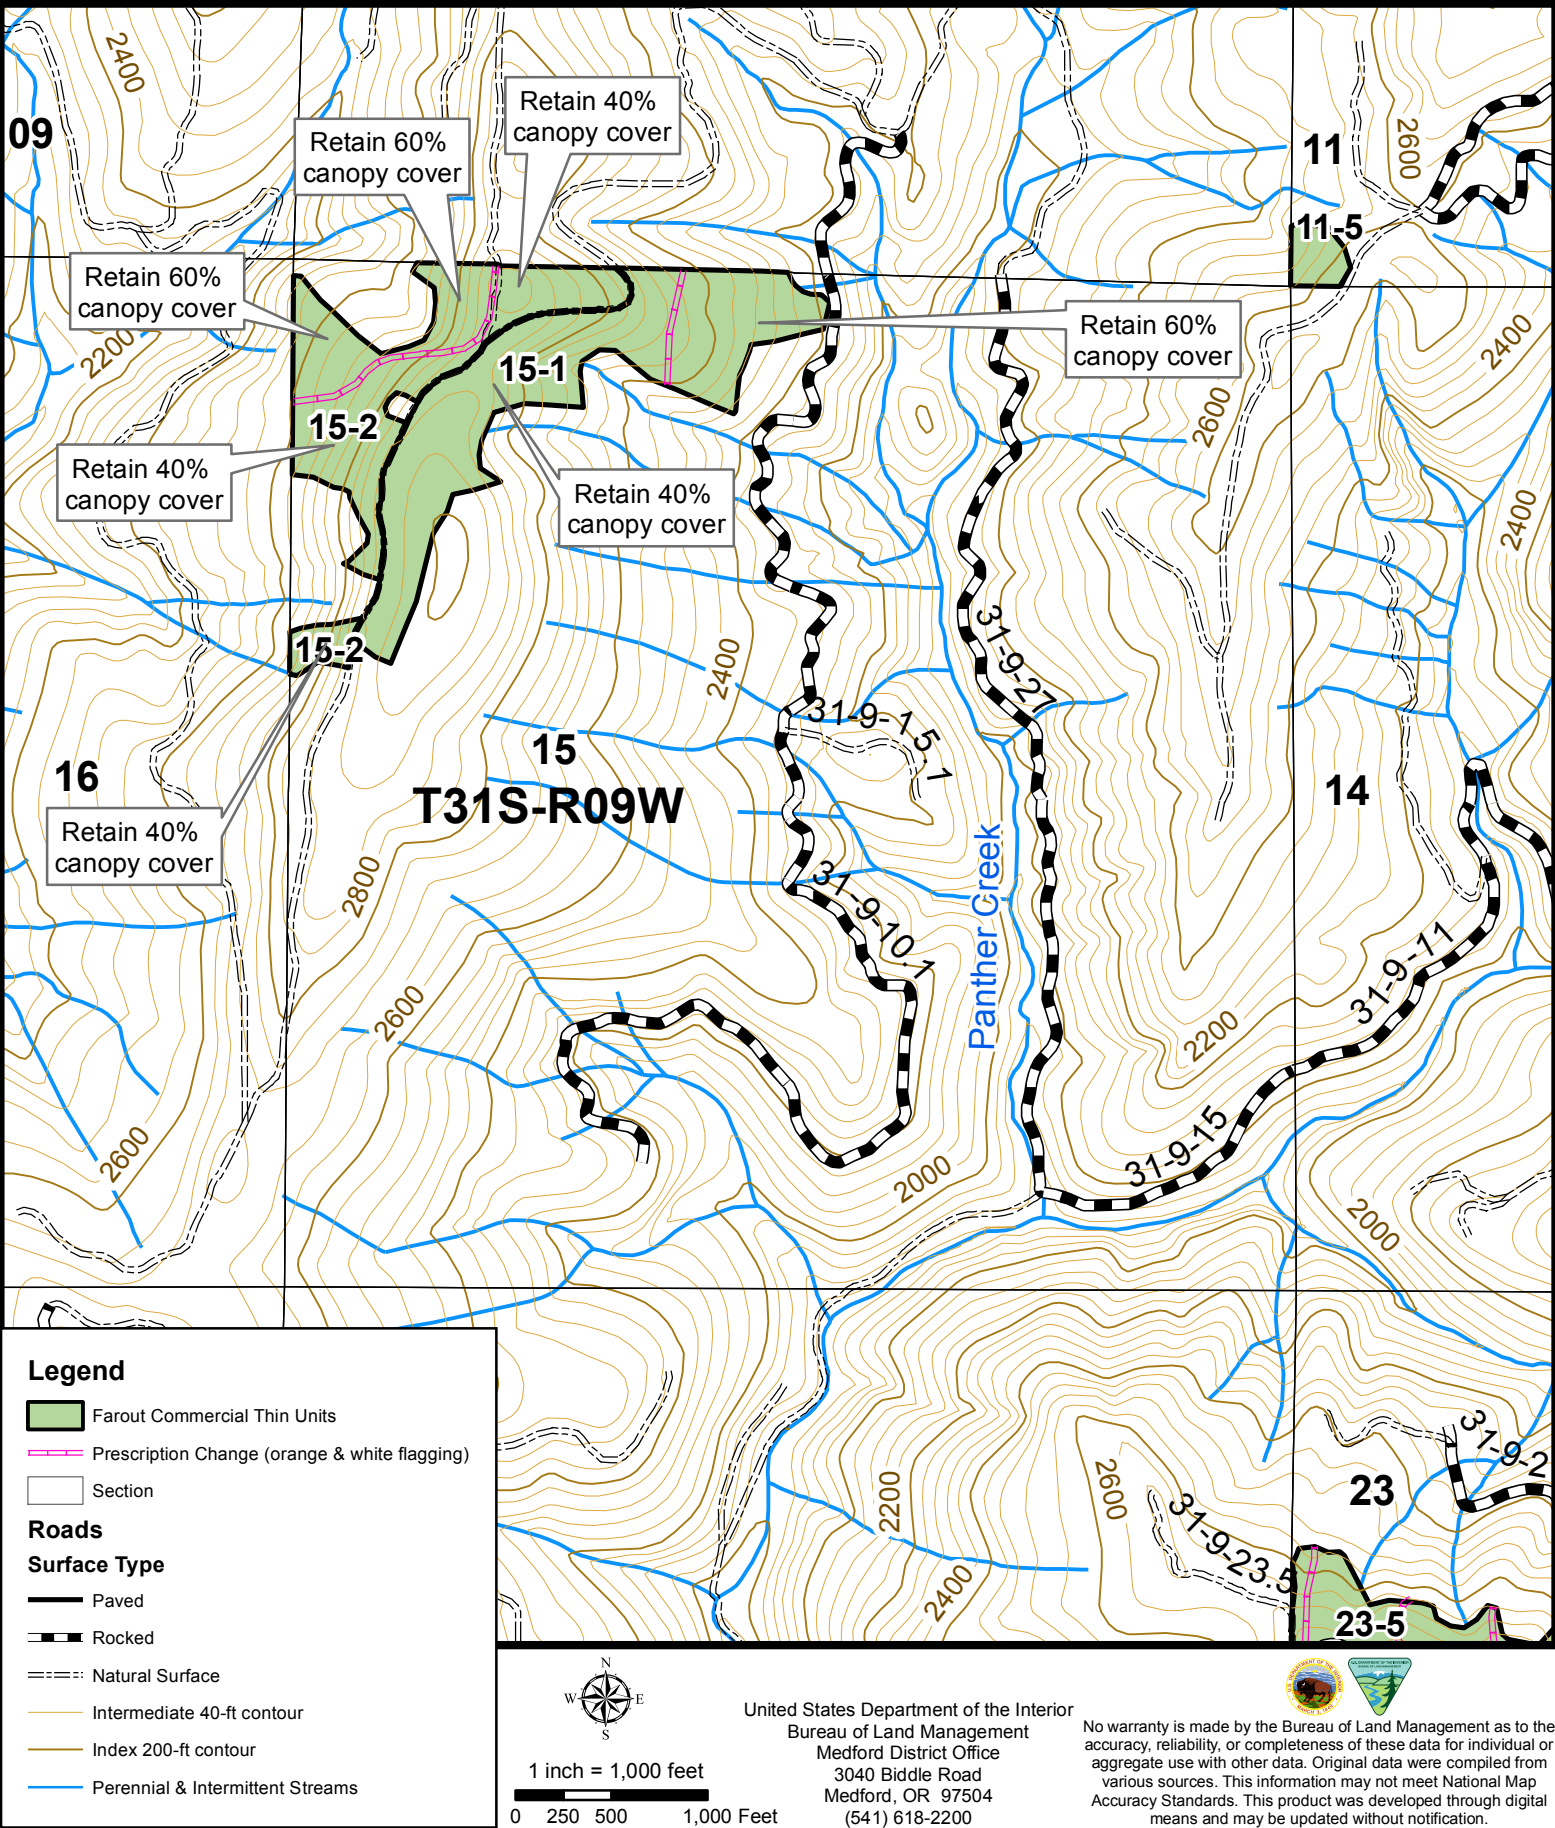 2400
09
Retain 60%
canopy cover
Retain 40%
canopy cover
11
2600
11-5
Retain 60%
canopy cover
2200
Retain 60%
canopy cover
2400
15-1
15-2
2600
Retain 40%
canopy cover
Retain 40%
canopy cover
2400
15-2
31-9-27
2400
31-9-15.1
15
T31S-R09W
16
14
Retain 40%
canopy cover
2800
31-9-10.1
Panther Creek
31-9-11
2600
2200
2600
31-9-15
2000
2000
31-9-2
2600
23
2200
31-9-23.5
2400
23-5
Legend
Farout Commercial Thin Units
Prescription Change (orange & white flagging)
Section
Roads
Surface Type
Paved
Rocked
Natural Surface
Intermediate 40-ft contour
Index 200-ft contour
Perennial & Intermittent Streams
N
W E
S
1 inch = 1,000 feet
0 250 500 1,000 Feet
United States Department of the Interior
Bureau of Land Management
Medford District Office
3040 Biddle Road
Medford, OR 97504
(541) 618-2200
No warranty is made by the Bureau of Land Management as to the
accuracy, reliability, or completeness of these data for individual or
aggregate use with other data. Original data were compiled from
various sources. This information may not meet National Map
Accuracy Standards. This product was developed through digital
means and may be updated without notification.